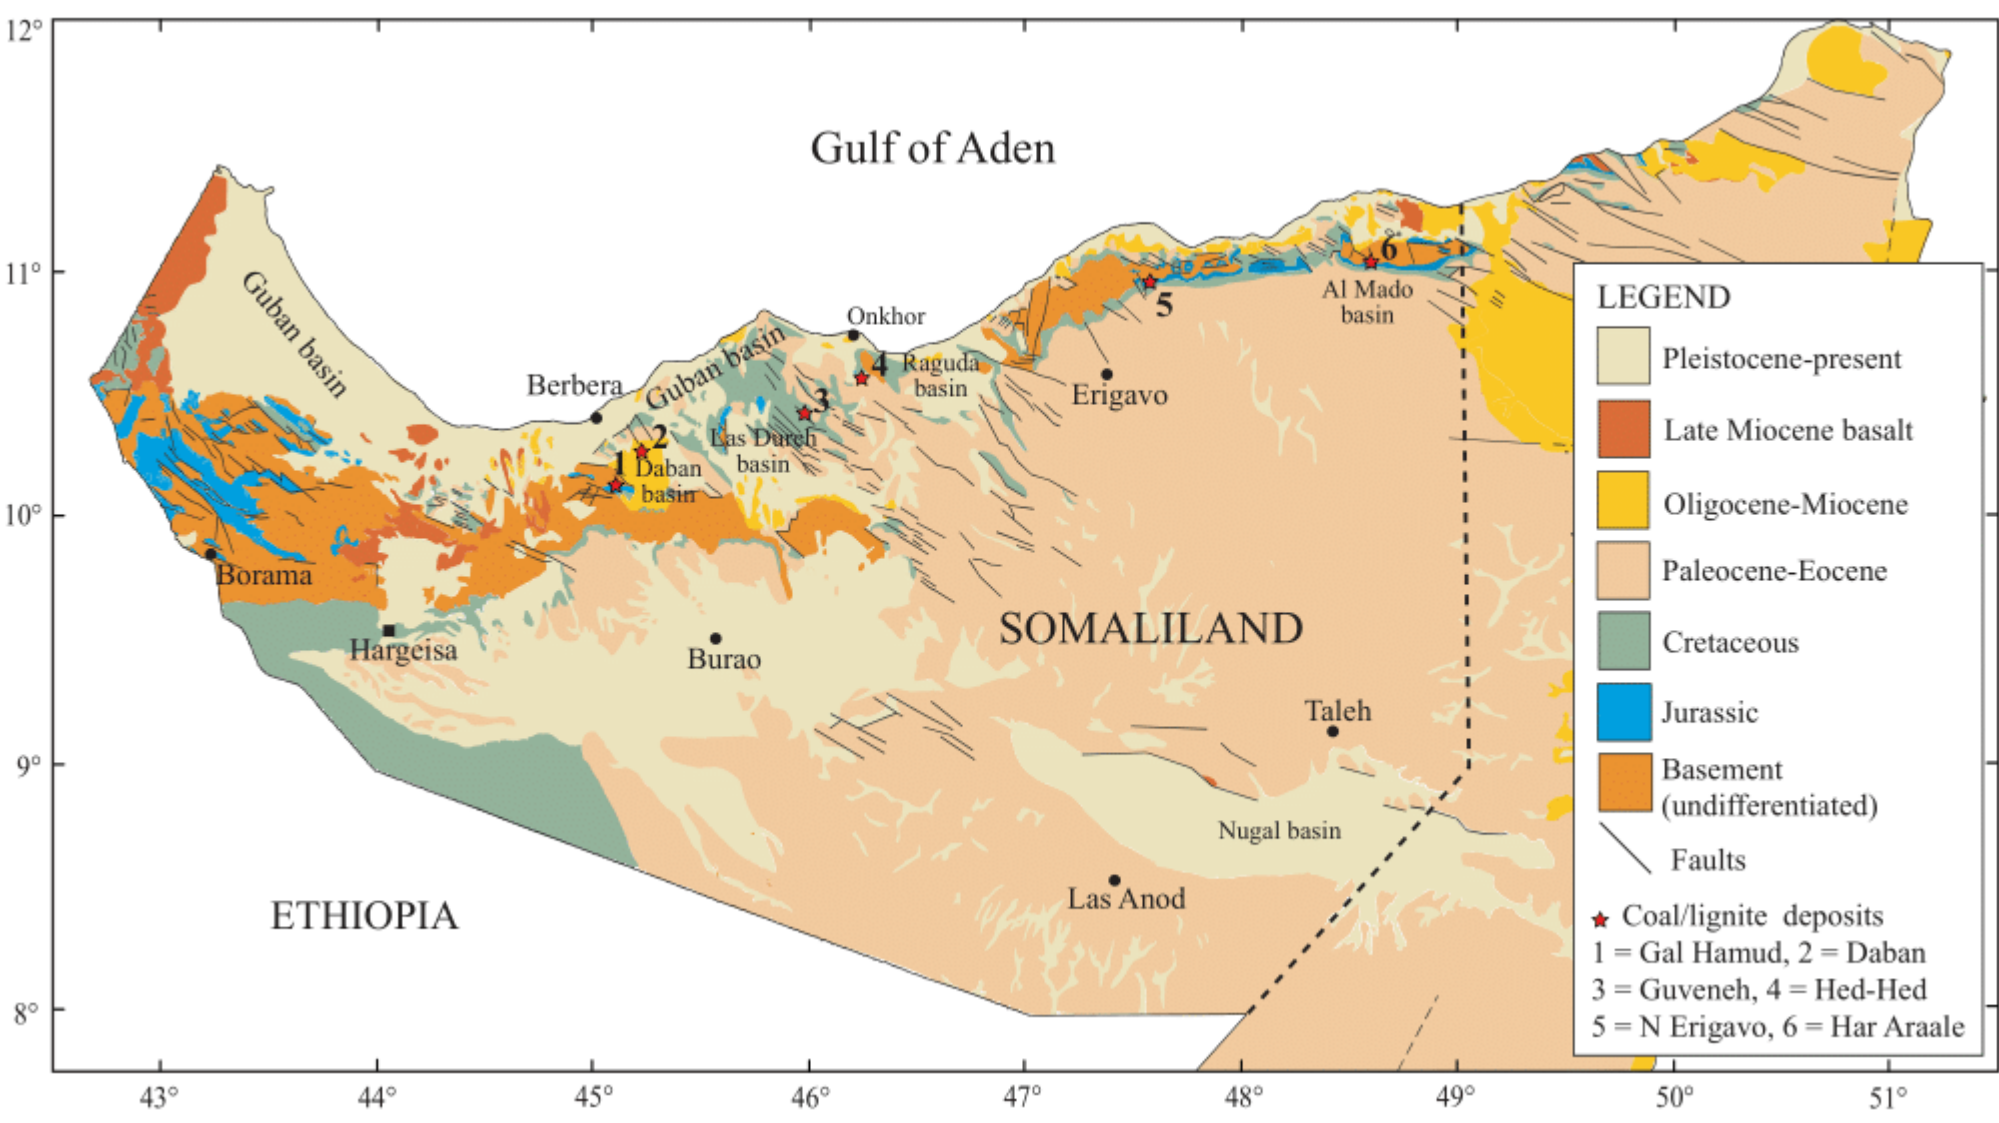 12°
11°
10°
9°
8°
Gulf of Aden
Guban basin
Berbera
Guban basin
Onkhor
Raguda
basin
Las Dureh
basin
Daban
basin
1
2
3
4
5
6
Al Mado
basin
Erigavo
Borama
Hargeisa
Burao
SOMALILAND
Taleh
Nugal basin
Las Anod
ETHIOPIA
LEGEND
Pleistocene-present
Late Miocene basalt
Oligocene-Miocene
Paleocene-Eocene
Cretaceous
Jurassic
Basement
(undifferentiated)
Faults
Coal/lignite deposits
1 = Gal Hamud, 2 = Daban
3 = Guveneh, 4 = Hed-Hed
5 = N Erigavo, 6 = Har Araale
43°
44°
45°
46°
47°
48°
49°
50°
51°